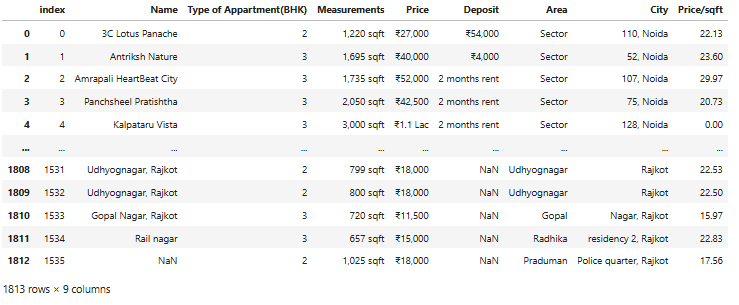 index Name Type of Appartment(BHK) Measurements Price Deposit Area City Price/sqft
0 0 3C Lotus Panache 2 1,220 sqft ₹27,000 ₹54,000 Sector 110, Noida 22.13
1 1 Antriksh Nature 3 1,695 sqft ₹40,000 ₹4,000 Sector 52, Noida 23.60
2 2 Amrapali HeartBeat City 3 1,735 sqft ₹52,000 2 months rent Sector 107, Noida 29.97
3 3 Panchsheel Pratishtha 3 2,050 sqft ₹42,500 2 months rent Sector 75, Noida 20.73
4 4 Kalpataru Vista 3 3,000 sqft ₹1.1 Lac 2 months rent Sector 128, Noida 0.00
... ... ... ... ... ... ... ... ... ...
1808 1531 Udhyognagar, Rajkot 2 799 sqft ₹18,000 NaN Udhyognagar Rajkot 22.53
1809 1532 Udhyognagar, Rajkot 2 800 sqft ₹18,000 NaN Udhyognagar Rajkot 22.50
1810 1533 Gopal Nagar, Rajkot 3 720 sqft ₹11,500 NaN Gopal Nagar, Rajkot 15.97
1811 1534 Rail nagar 3 657 sqft ₹15,000 NaN Radhika residency 2, Rajkot 22.83
1812 1535 NaN 2 1,025 sqft ₹18,000 NaN Praduman Police quarter, Rajkot 17.56
1813 rows × 9 columns